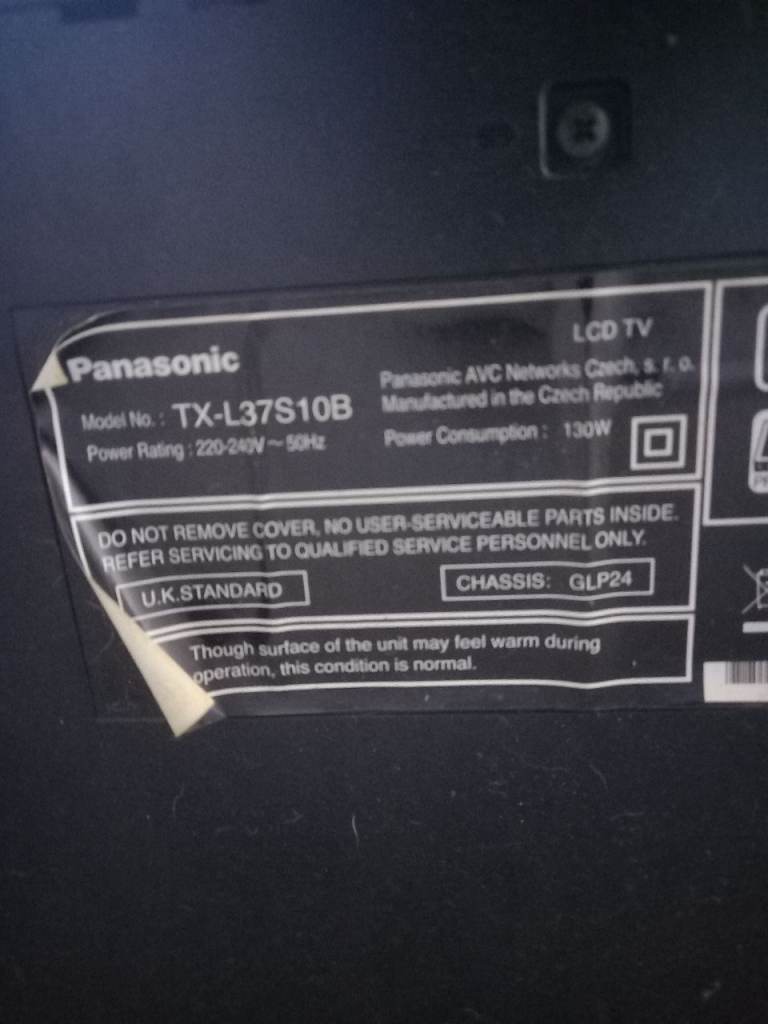 LCD TV
Panasonic
Panasonic AVC Networks Czech, s. r. o.
Manufactured in the Czech Republic
Model No. : TX-L37S10B
Power Rating : 220-240V ~ 50Hz
Power Consumption : 130W
DO NOT REMOVE COVER, NO USER-SERVICEABLE PARTS INSIDE.
REFER SERVICING TO QUALIFIED SERVICE PERSONNEL ONLY.
U.K.STANDARD
CHASSIS: GLP24
Though surface of the unit may feel warm during
operation, this condition is normal.